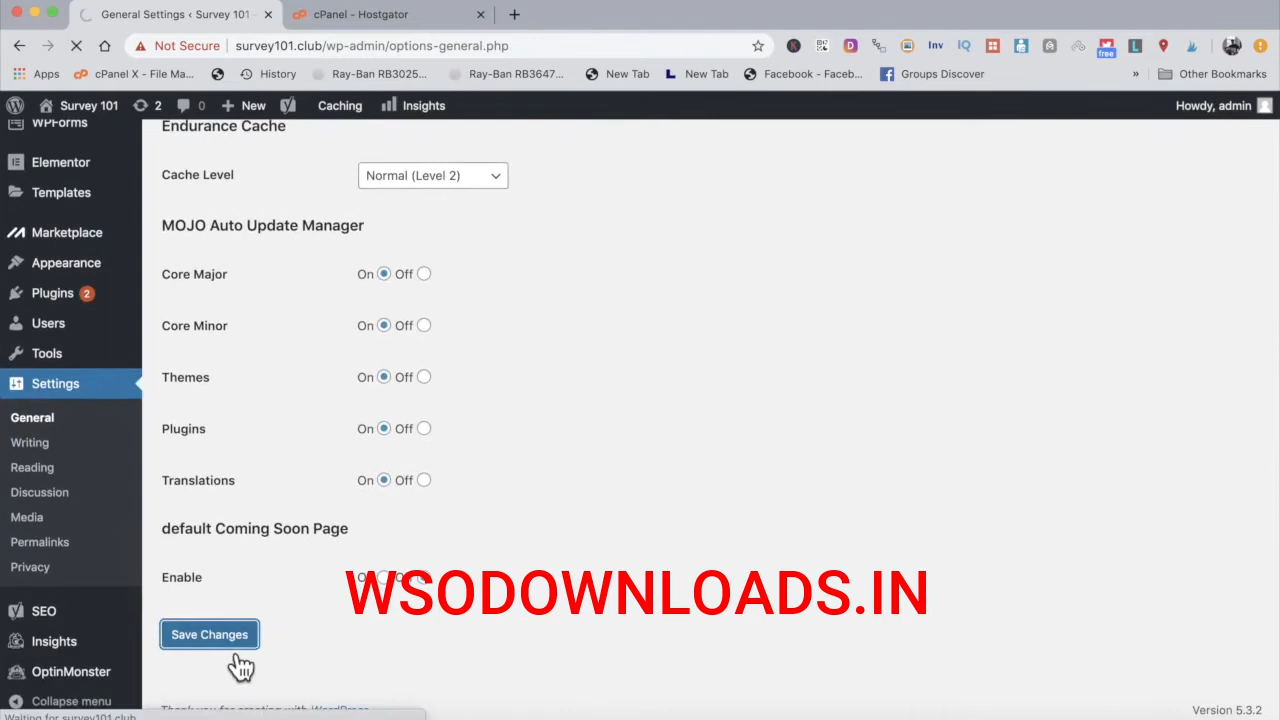 General Settings ‹ Survey 101 -
cPanel - Hostgator
Not Secure survey101.club/wp-admin/options-general.php
Inv IQ D K L free
Apps cPanel X - File Ma... History Ray-Ban RB3025... Ray-Ban RB3647... New Tab New Tab Facebook - Faceb... Groups Discover » Other Bookmarks
Survey 101 2 0 New Caching Insights Howdy, admin
WPForms
Elementor
Templates
Marketplace
Appearance
Plugins 2
Users
Tools
Settings
General
Writing
Reading
Discussion
Media
Permalinks
Privacy
SEO
Insights
OptinMonster
Collapse menu
Waiting for survey101.club
Endurance Cache
Cache Level Normal (Level 2)
MOJO Auto Update Manager
Core Major On Off
Core Minor On Off
Themes On Off
Plugins On Off
Translations On Off
default Coming Soon Page
Enable
WSODOWNLOADS.IN
Save Changes
Thank you for creating with WordPress
Version 5.3.2